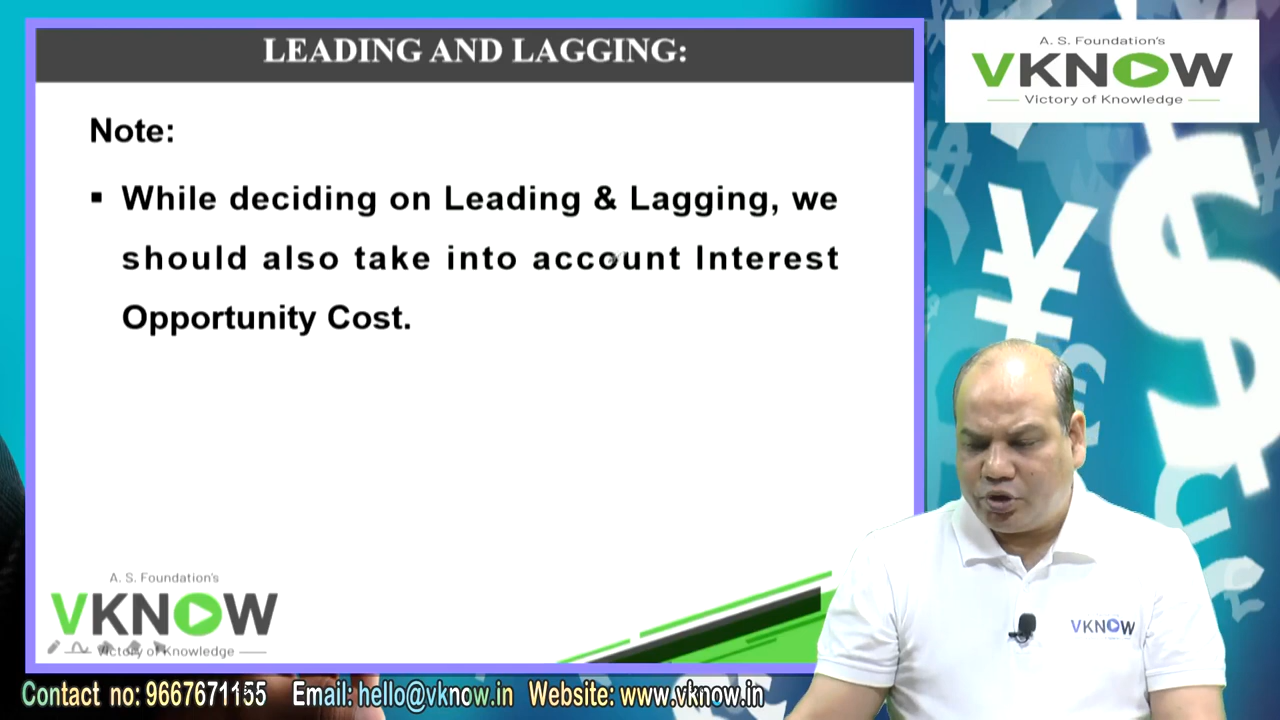 LEADING AND LAGGING:
A. S. Foundation's
VKNOW
Victory of Knowledge
Note:
▪ While deciding on Leading & Lagging, we
should also take into account Interest
Opportunity Cost.
A. S. Foundation's
VKNOW
Victory of Knowledge
VKNOW
Contact no: 9667671155 Email: hello@vknow.in Website: www.vknow.in